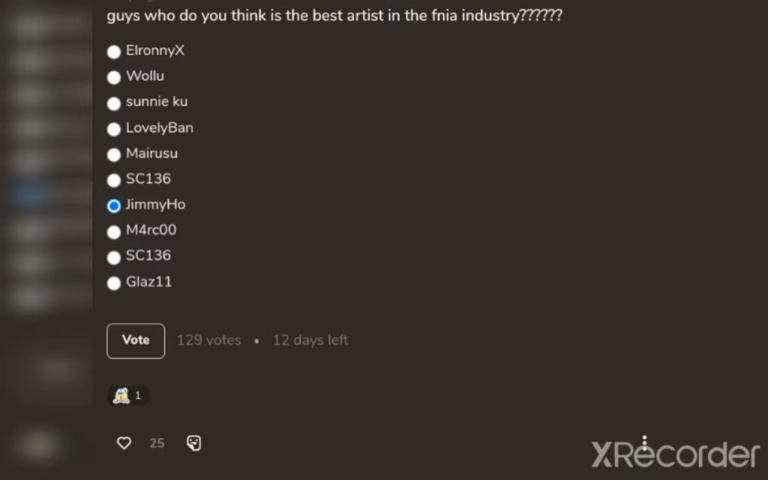 guys who do you think is the best artist in the fnia industry??????
ElronnyX
Wollu
sunnie ku
LovelyBan
Mairusu
SC136
JimmyHo
M4rc00
SC136
Glaz11
Vote 129 votes • 12 days left
1
25
XRecorder